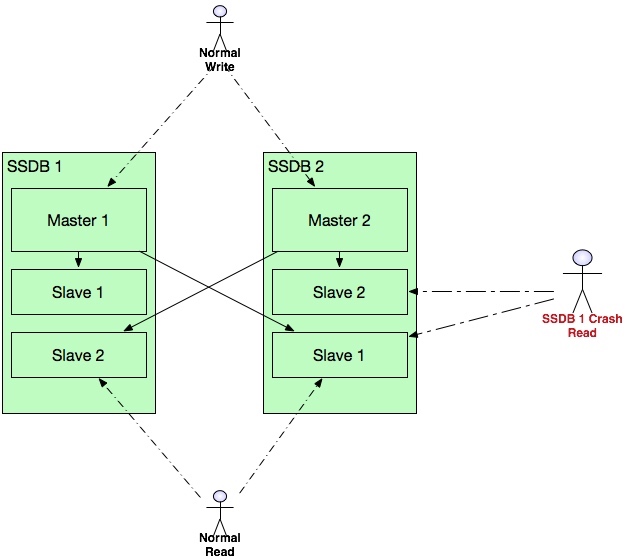 Normal
Write
SSDB 1
Master 1
Slave 1
Slave 2
SSDB 2
Master 2
Slave 2
Slave 1
SSDB 1 Crash
Read
Normal
Read